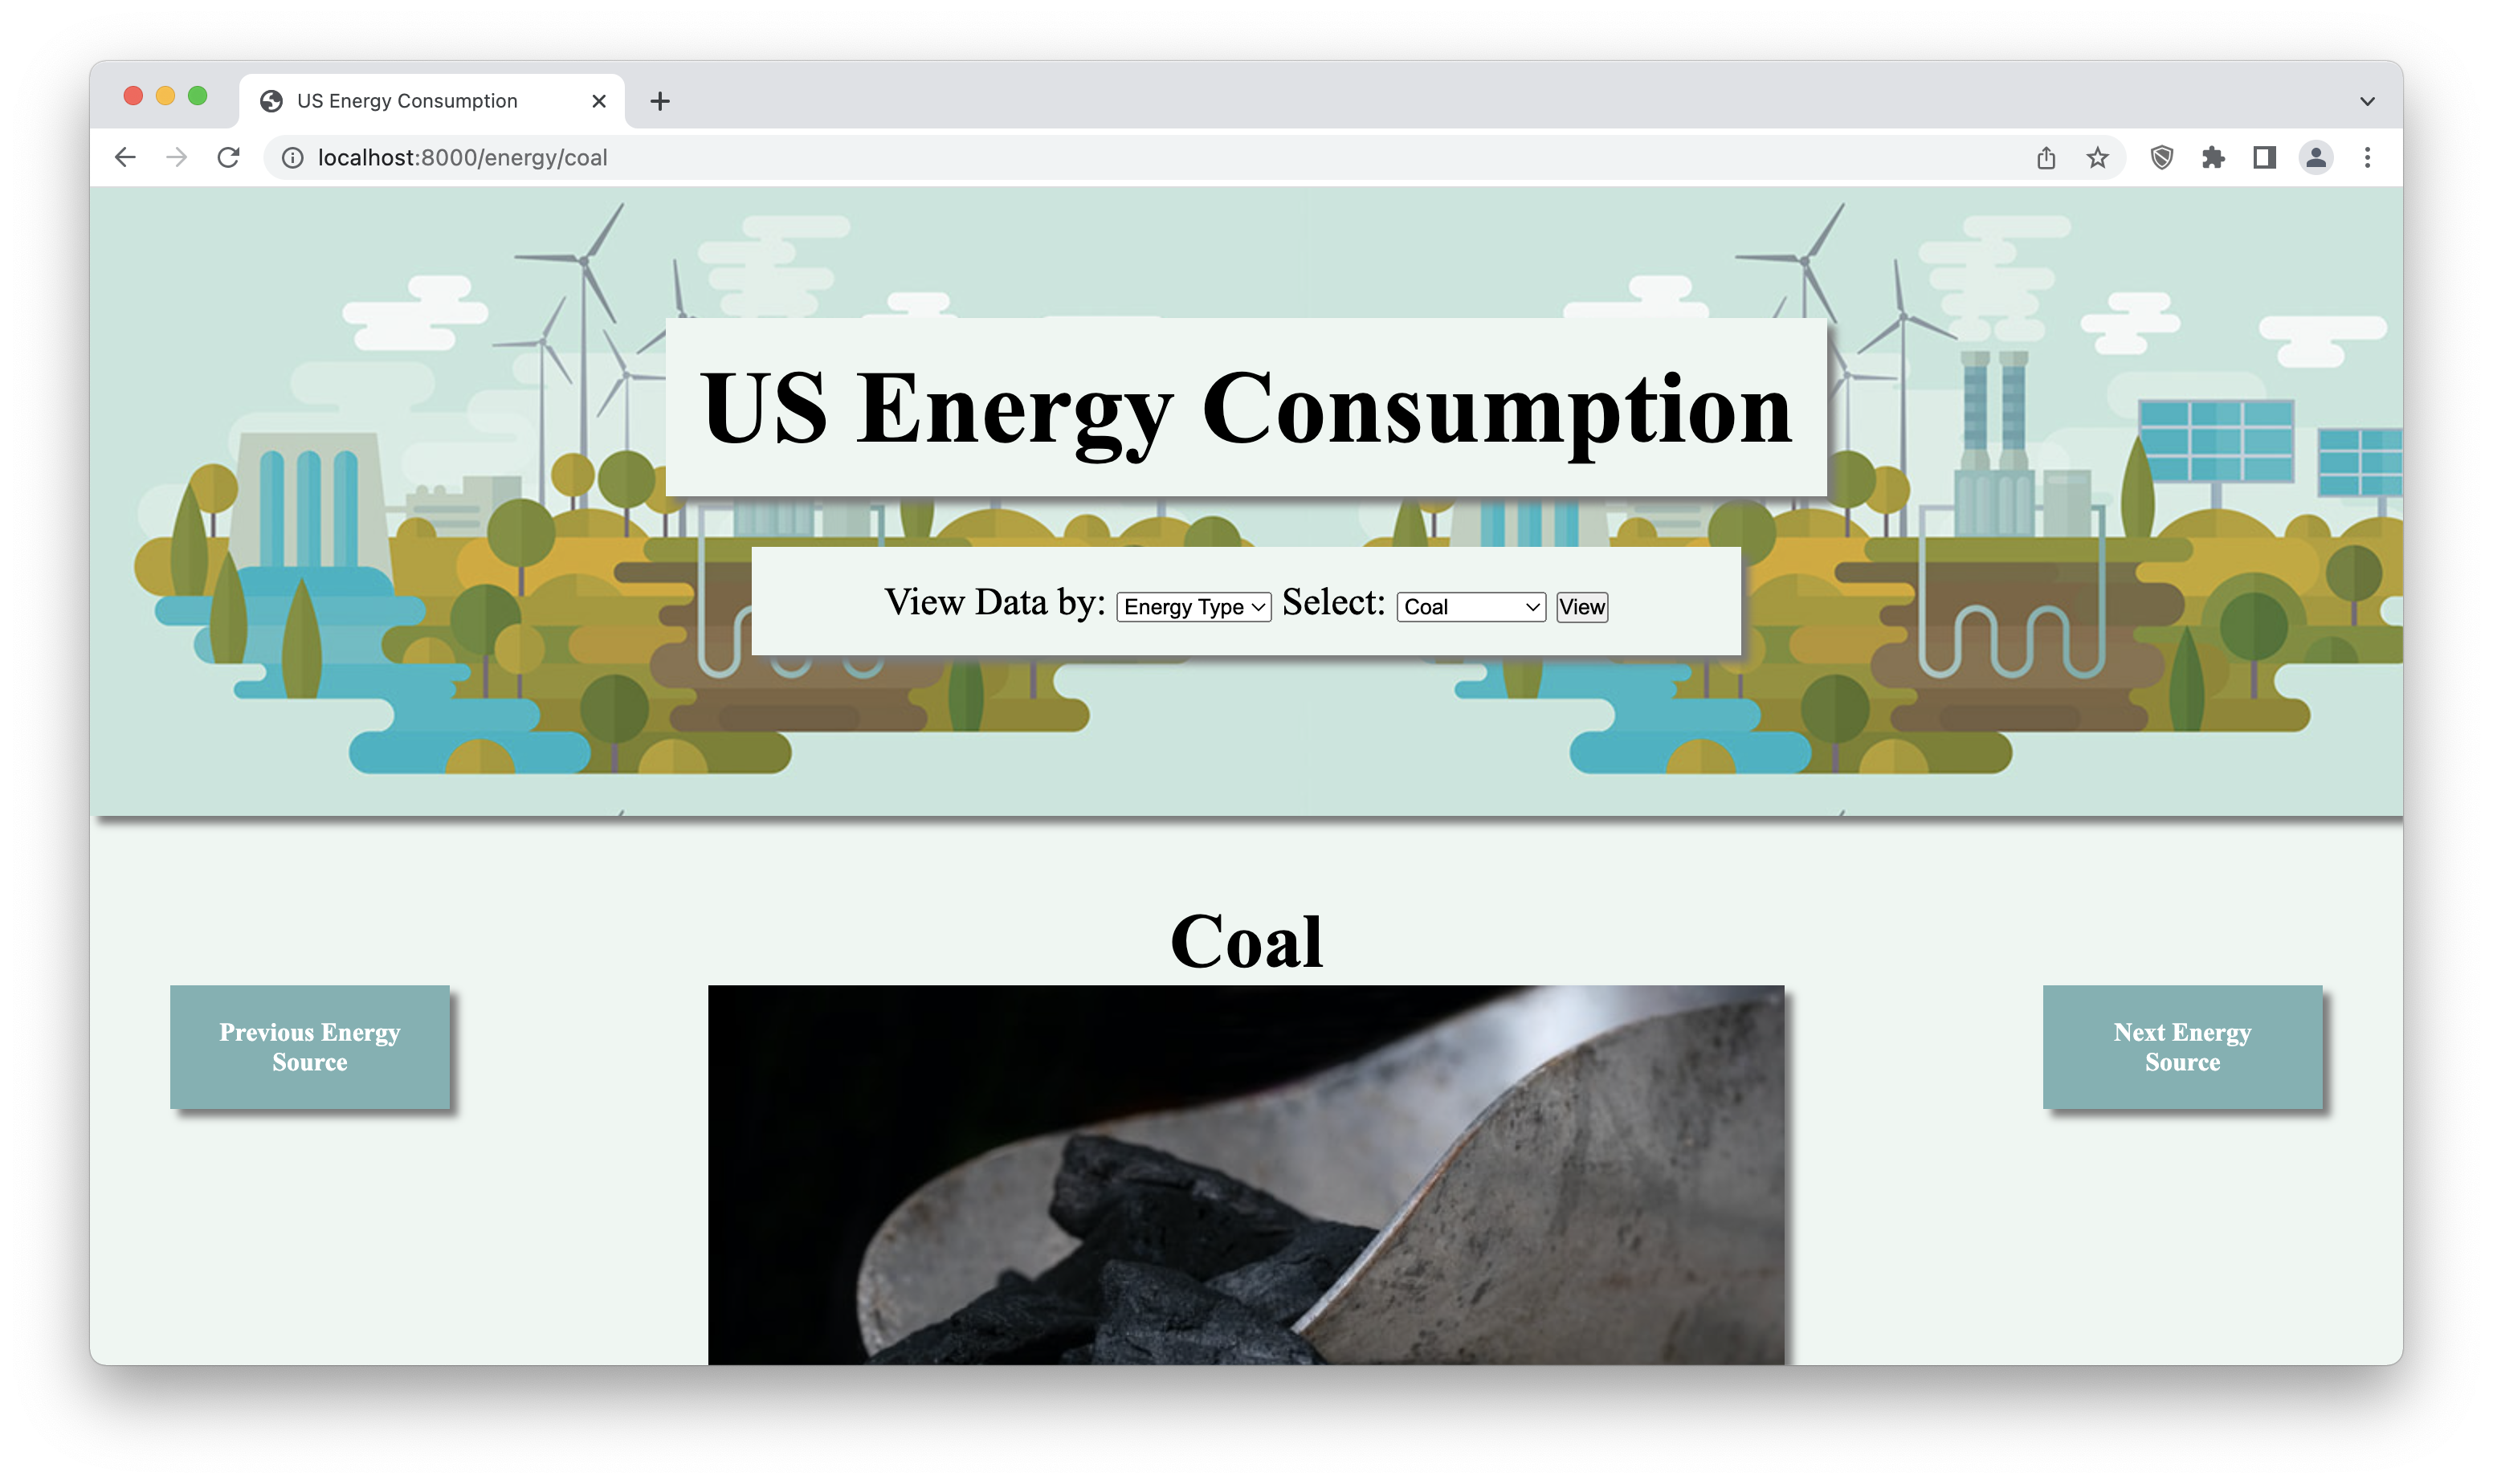 US Energy Consumption
localhost:8000/energy/coal
US Energy Consumption
View Data by: Energy Type Select: Coal View
Coal
Previous Energy
Source
Next Energy
Source